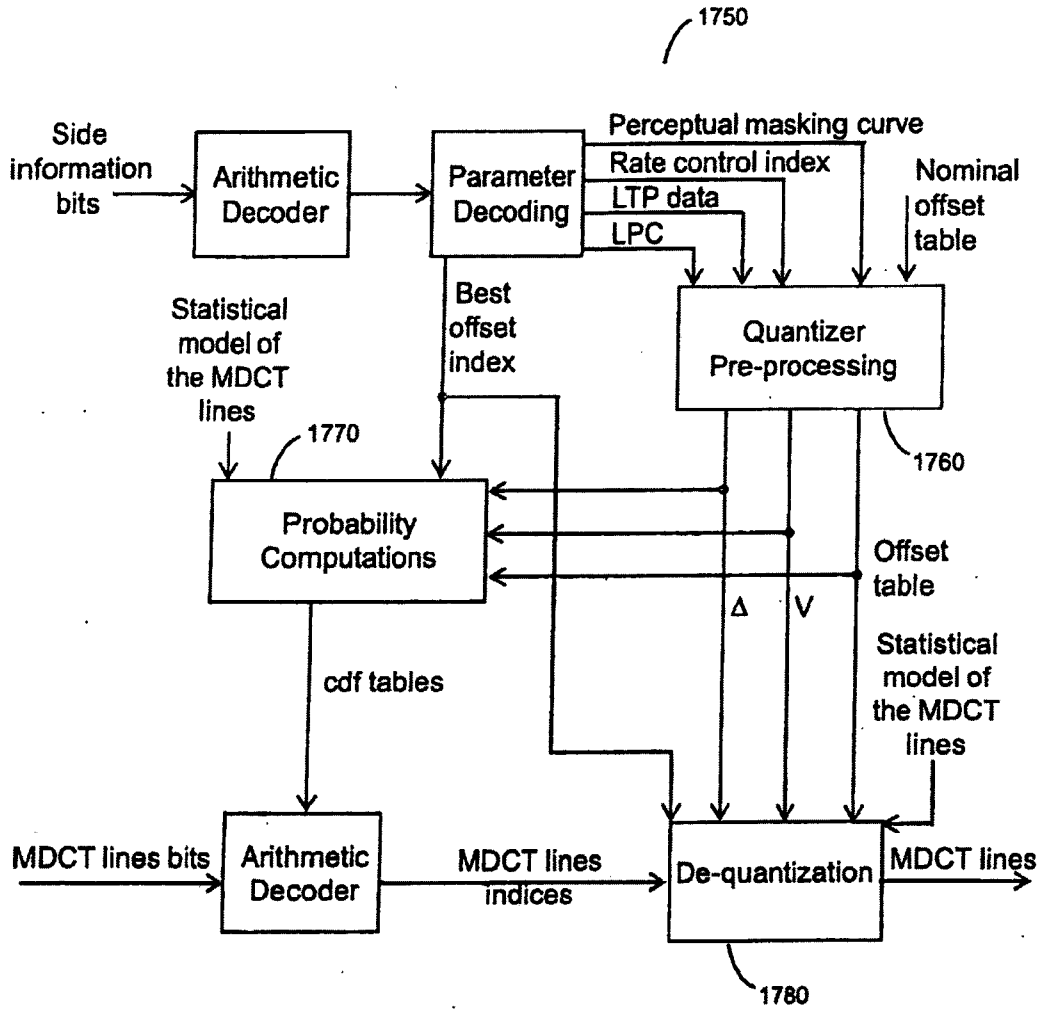 1750
Side
information
bits
Arithmetic
Decoder
Parameter
Decoding
Perceptual masking curve
Rate control index
LTP data
LPC
Nominal
offset
table
Statistical
model of
the MDCT
lines
Best
offset
index
Quantizer
Pre-processing
1760
1770
Probability
Computations
Offset
table
Δ
V
Statistical
model of
the MDCT
lines
cdf tables
MDCT lines bits
Arithmetic
Decoder
MDCT lines
indices
De-quantization
MDCT lines
1780